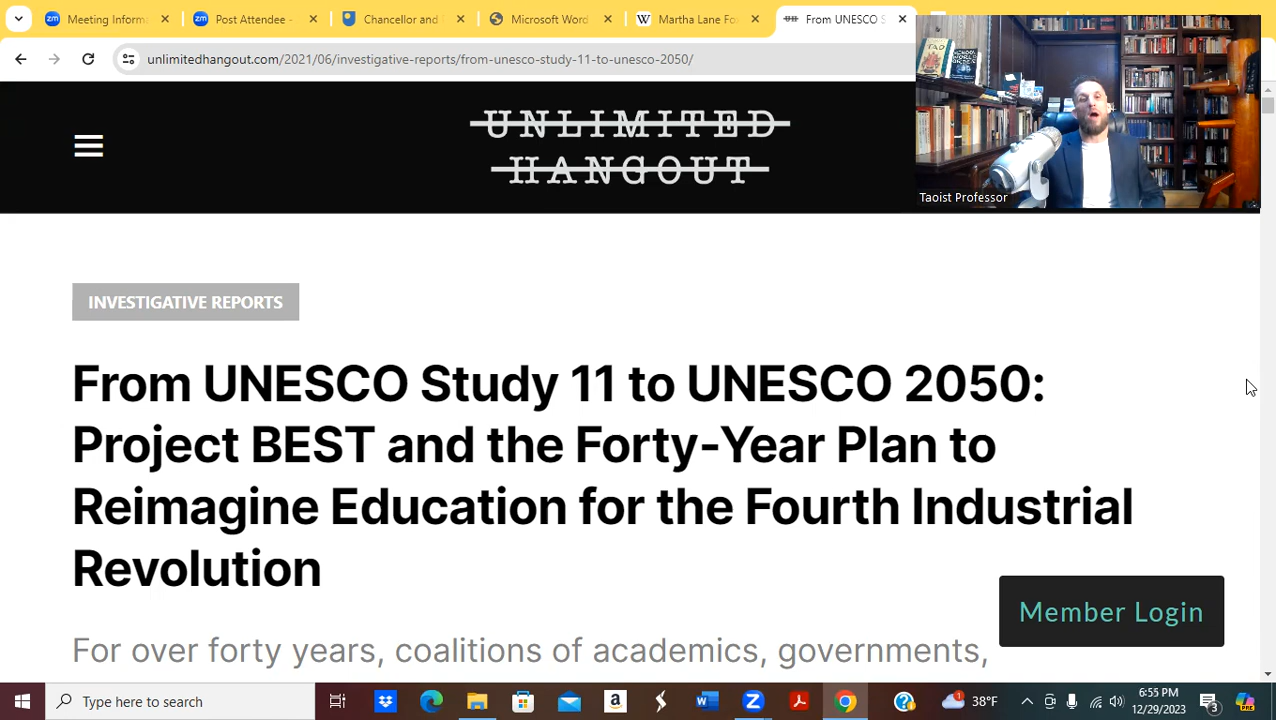 Meeting Inform
Post Attendee -
Chancellor and
Microsoft Word
Martha Lane Fo
From UNESCO S
unlimitedhangout.com/2021/06/investigative-reports/from-unesco-study-11-to-unesco-2050/
UNLIMITED
HANGOUT
TAO
Taoist Professor
INVESTIGATIVE REPORTS
From UNESCO Study 11 to UNESCO 2050:
Project BEST and the Forty-Year Plan to
Reimagine Education for the Fourth Industrial
Revolution
Member Login
For over forty years, coalitions of academics, governments,
Type here to search
38°F
6:55 PM
12/29/2023
3